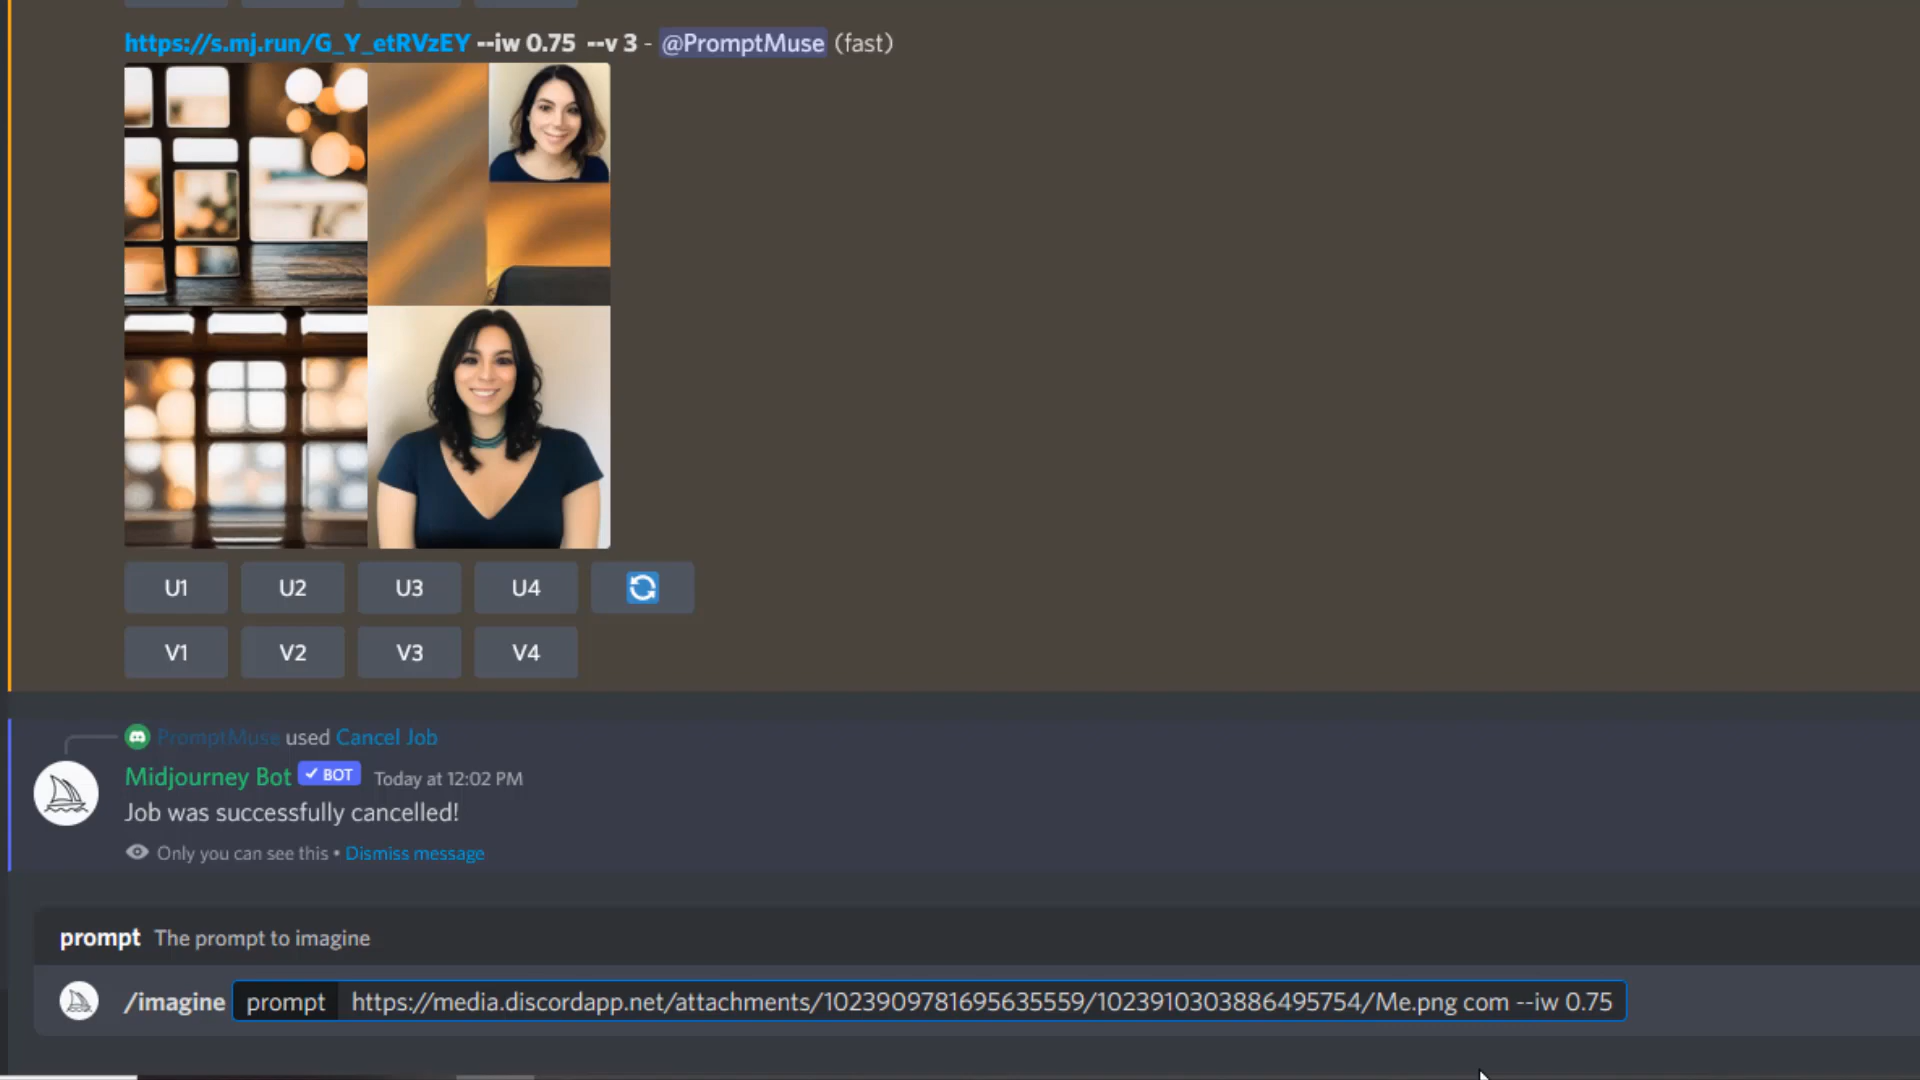 https://s.mj.run/G_Y_etRVzEY --iw 0.75 --v 3 - @PromptMuse (fast)
U1 U2 U3 U4
V1 V2 V3 V4
PromptMuse used Cancel Job
Midjourney Bot ✓ BOT Today at 12:02 PM
Job was successfully cancelled!
Only you can see this • Dismiss message
prompt The prompt to imagine
/imagine prompt https://media.discordapp.net/attachments/1023909781695635559/1023910303886495754/Me.png com --iw 0.75